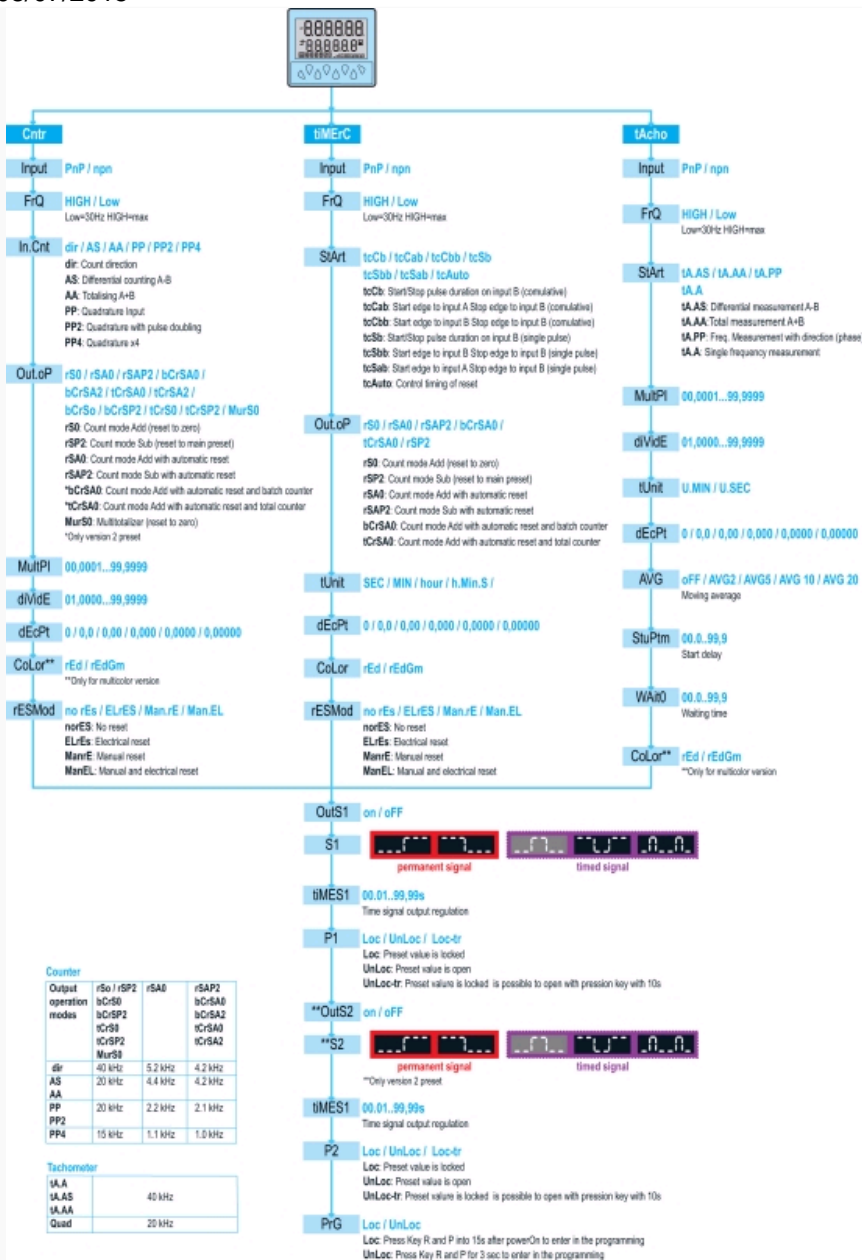 -8.8.8.8.8.8
Cntr
Input PnP / npn
FrQ HIGH / Low
Low=30Hz HIGH=max
In.Cnt dir / AS / AA / PP / PP2 / PP4
dir: Count direction
AS: Differential counting A-B
AA: Totalising A+B
PP: Quadrature Input
PP2: Quadrature with pulse doubling
PP4: Quadrature x4
Out.oP rS0 / rSA0 / rSAP2 / bCrSA0 /
bCrSA2 / tCrSA0 / tCrSA2 /
bCrSo / bCrSP2 / tCrS0 / tCrSP2 / MurS0
rS0: Count mode Add (reset to zero)
rSP2: Count mode Sub (reset to main preset)
rSA0: Count mode Add with automatic reset
rSAP2: Count mode Sub with automatic reset
*bCrSA0: Count mode Add with automatic reset and batch counter
*tCrSA0: Count mode Add with automatic reset and total counter
MurS0: Multitotalizer (reset to zero)
*Only version 2 preset
MultPl 00,0001...99,9999
diVidE 01,0000...99,9999
dEcPt 0 / 0,0 / 0,00 / 0,000 / 0,0000 / 0,00000
CoLor** rEd / rEdGrn
**Only for multicolor version
rESMod no rEs / ELrES / Man.rE / Man.EL
norES: No reset
ELrEs: Electrical reset
ManrE: Manual reset
ManEL: Manual and electrical reset
tiMErC
Input PnP / npn
FrQ HIGH / Low
Low=30Hz HIGH=max
StArt tcCb / tcCab / tcCbb / tcSb
tcSbb / tcSab / tcAuto
tcCb: Start/Stop pulse duration on input B (comulative)
tcCab: Start edge to input A Stop edge to input B (comulative)
tcCbb: Start edge to input B Stop edge to input B (comulative)
tcSb: Start/Stop pulse duration on input B (single pulse)
tcSbb: Start edge to input B Stop edge to input B (single pulse)
tcSab: Start edge to input A Stop edge to input B (single pulse)
tcAuto: Control timing of reset
Out.oP rS0 / rSA0 / rSAP2 / bCrSA0 /
tCrSA0 / rSP2
rS0: Count mode Add (reset to zero)
rSP2: Count mode Sub (reset to main preset)
rSA0: Count mode Add with automatic reset
rSAP2: Count mode Sub with automatic reset
bCrSA0: Count mode Add with automatic reset and batch counter
tCrSA0: Count mode Add with automatic reset and total counter
tUnit SEC / MIN / hour / h.Min.S /
dEcPt 0 / 0,0 / 0,00 / 0,000 / 0,0000 / 0,00000
CoLor rEd / rEdGrn
rESMod no rEs / ELrES / Man.rE / Man.EL
norES: No reset
ELrEs: Electrical reset
ManrE: Manual reset
ManEL: Manual and electrical reset
tAcho
Input PnP / npn
FrQ HIGH / Low
Low=30Hz HIGH=max
StArt tA.AS / tA.AA / tA.PP
tA.A
tA.AS: Differential measurement A-B
tA.AA:Total measurement A+B
tA.PP: Freq. Measurement with direction (phase
tA.A: Single frequency measurement
MultPl 00,0001...99,9999
diVidE 01,0000...99,9999
tUnit U.MIN / U.SEC
dEcPt 0 / 0,0 / 0,00 / 0,000 / 0,0000 / 0,00000
AVG oFF / AVG2 / AVG5 / AVG 10 / AVG 20
Moving average
StuPtm 00.0..99,9
Start delay
WAit0 00.0..99,9
Waiting time
CoLor** rEd / rEdGrn
**Only for multicolor version
OutS1 on / oFF
S1
permanent signal timed signal
tiMES1 00.01..99,99s
Time signal output regulation
P1 Loc / UnLoc / Loc-tr
Loc: Preset value is locked
UnLoc: Preset value is open
UnLoc-tr: Preset valure is locked is possible to open with pression key with 10s
**OutS2 on / oFF
**S2
permanent signal timed signal
**Only version 2 preset
tiMES1 00.01..99,99s
Time signal output regulation
P2 Loc / UnLoc / Loc-tr
Loc: Preset value is locked
UnLoc: Preset value is open
UnLoc-tr: Preset valure is locked is possible to open with pression key with 10s
PrG Loc / UnLoc
Loc: Press Key R and P into 15s after powerOn to enter in the programming
UnLoc: Press Key R and P for 3 sec to enter in the programming
Counter
Output operation modes rSo / rSP2 bCrS0 bCrSP2 tCrS0 tCrSP2 MurS0 rSA0 rSAP2 bCrSA0 bCrSA2 tCrSA0 tCrSA2
dir 40 kHz 5.2 kHz 4.2 kHz
AS AA 20 kHz 4.4 kHz 4.2 kHz
PP PP2 20 kHz 2.2 kHz 2.1 kHz
PP4 15 kHz 1.1 kHz 1.0 kHz
Tachometer
tA.A
tA.AS 40 kHz
tA.AA
Quad 20 kHz